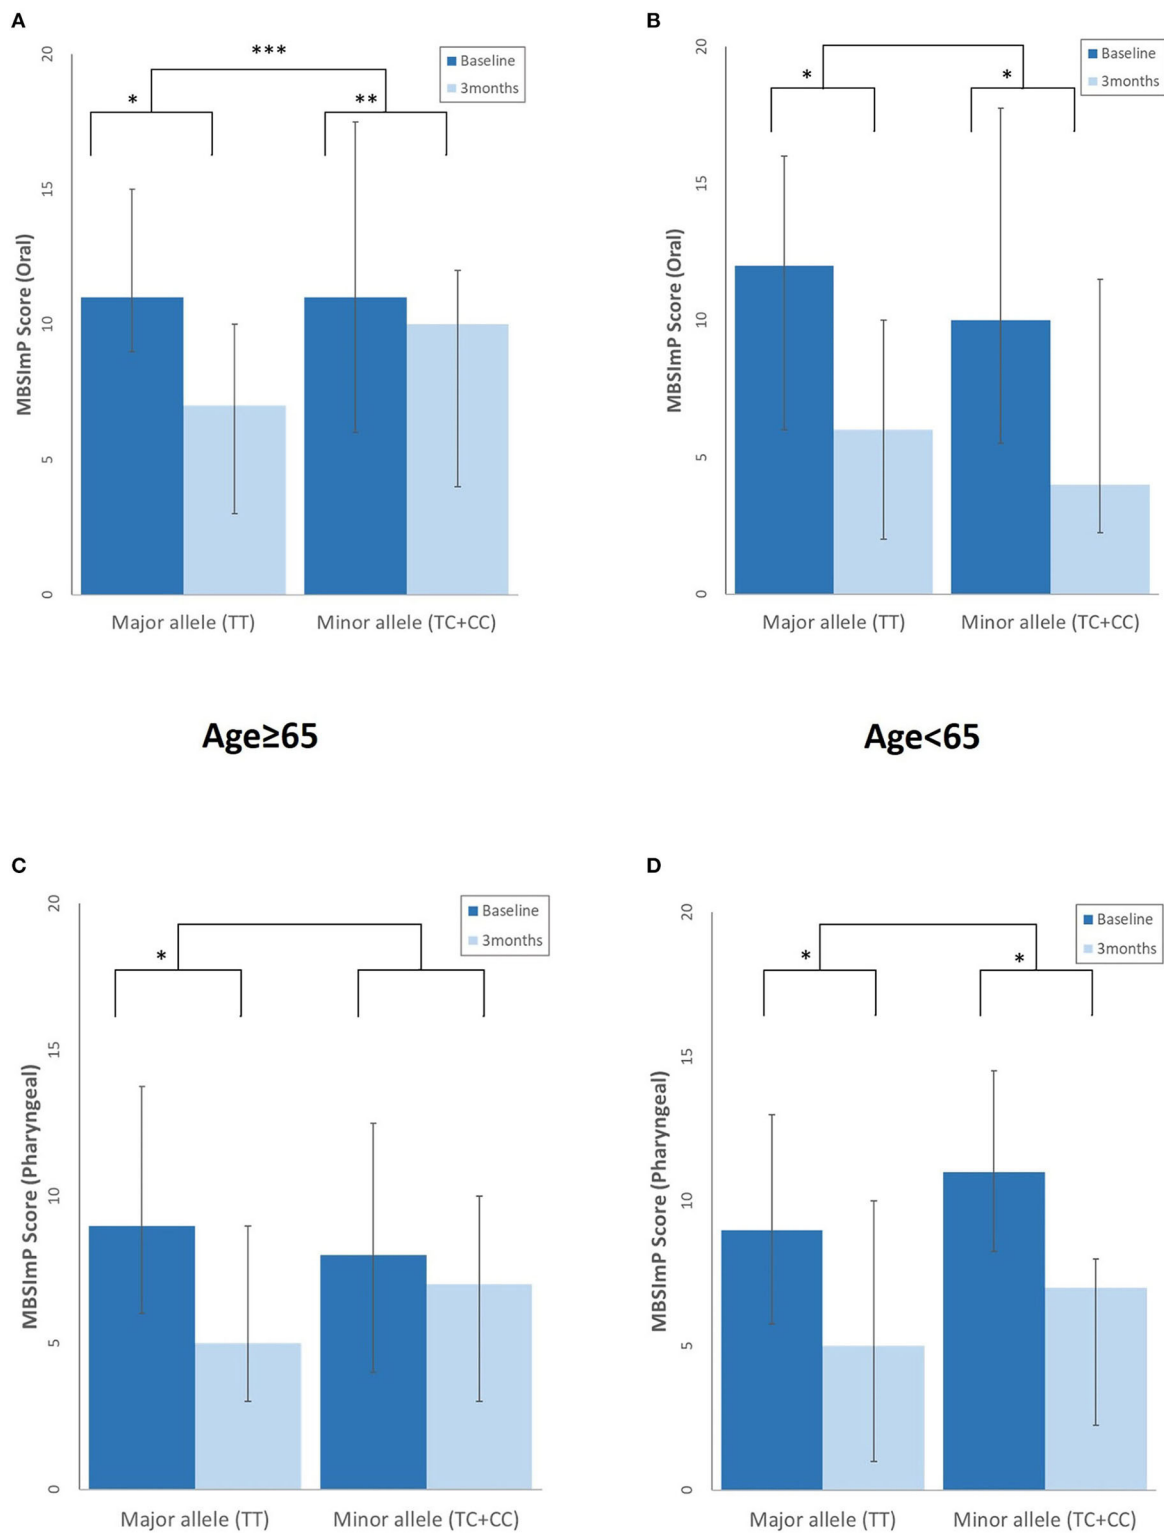 A
20
15
10
5
0
MBSImP Score (Oral)
***
*
**
Baseline
3months
Major allele (TT)
Minor allele (TC+CC)
B
20
15
10
5
0
MBSImP Score (Oral)
*
*
Baseline
3months
Major allele (TT)
Minor allele (TC+CC)
Age≥65
Age<65
C
20
15
10
5
0
MBSImP Score (Pharyngeal)
*
Baseline
3months
Major allele (TT)
Minor allele (TC+CC)
D
20
15
10
5
0
MBSImP Score (Pharyngeal)
*
*
Baseline
3months
Major allele (TT)
Minor allele (TC+CC)